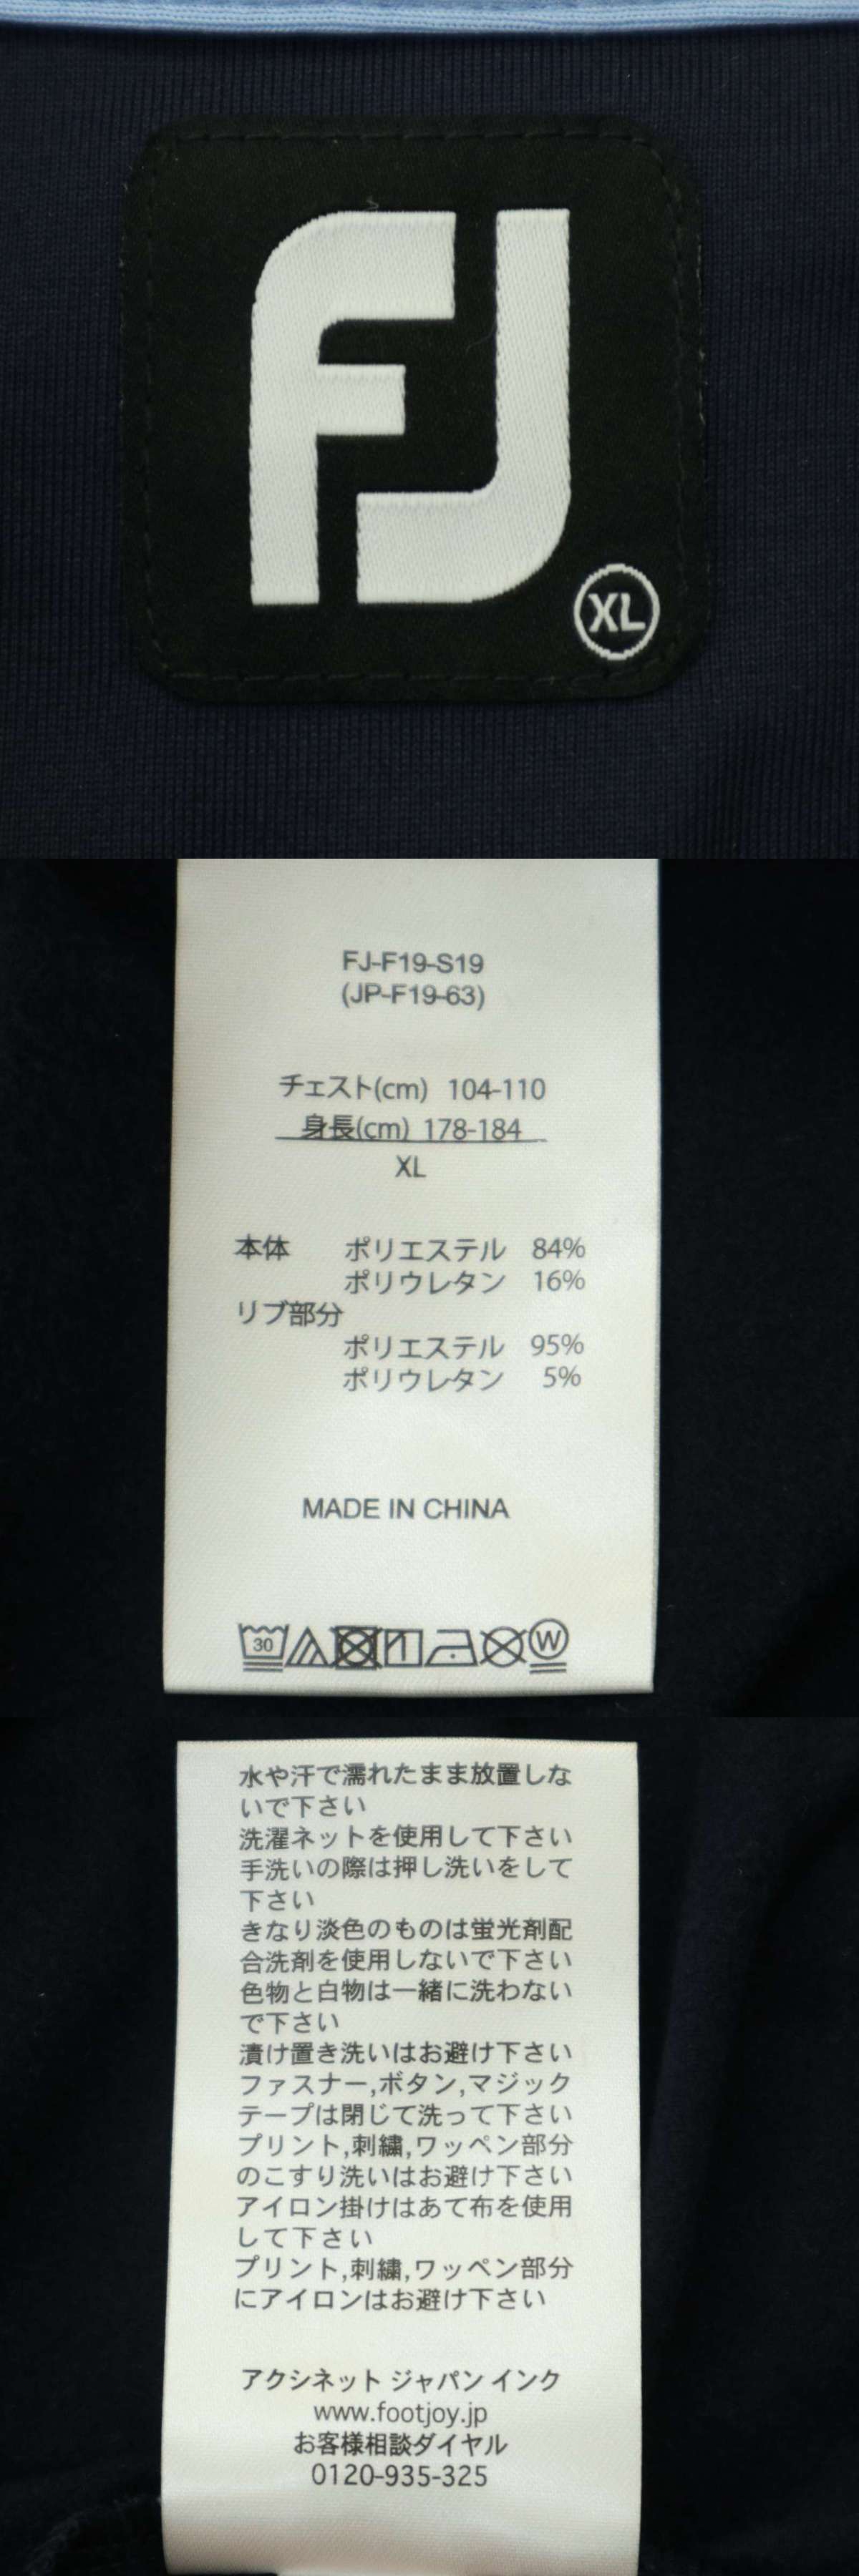 FJ
XL
FJ-F19-S19
(JP-F19-63)
チェスト(cm) 104-110
身長(cm) 178-184
XL
本体 ポリエステル 84%
ポリウレタン 16%
リブ部分
ポリエステル 95%
ポリウレタン 5%
MADE IN CHINA
30 W
水や汗で濡れたまま放置しな
いで下さい
洗濯ネットを使用して下さい
手洗いの際は押し洗いをして
下さい
きなり淡色のものは蛍光剤配
合洗剤を使用しないで下さい
色物と白物は一緒に洗わない
で下さい
漬け置き洗いはお避け下さい
ファスナー,ボタン,マジック
テープは閉じて洗って下さい
プリント,刺繍,ワッペン部分
のこすり洗いはお避け下さい
アイロン掛けはあて布を使用
して下さい
プリント,刺繍,ワッペン部分
にアイロンはお避け下さい
アクシネット ジャパン インク
www.footjoy.jp
お客様相談ダイヤル
0120-935-325